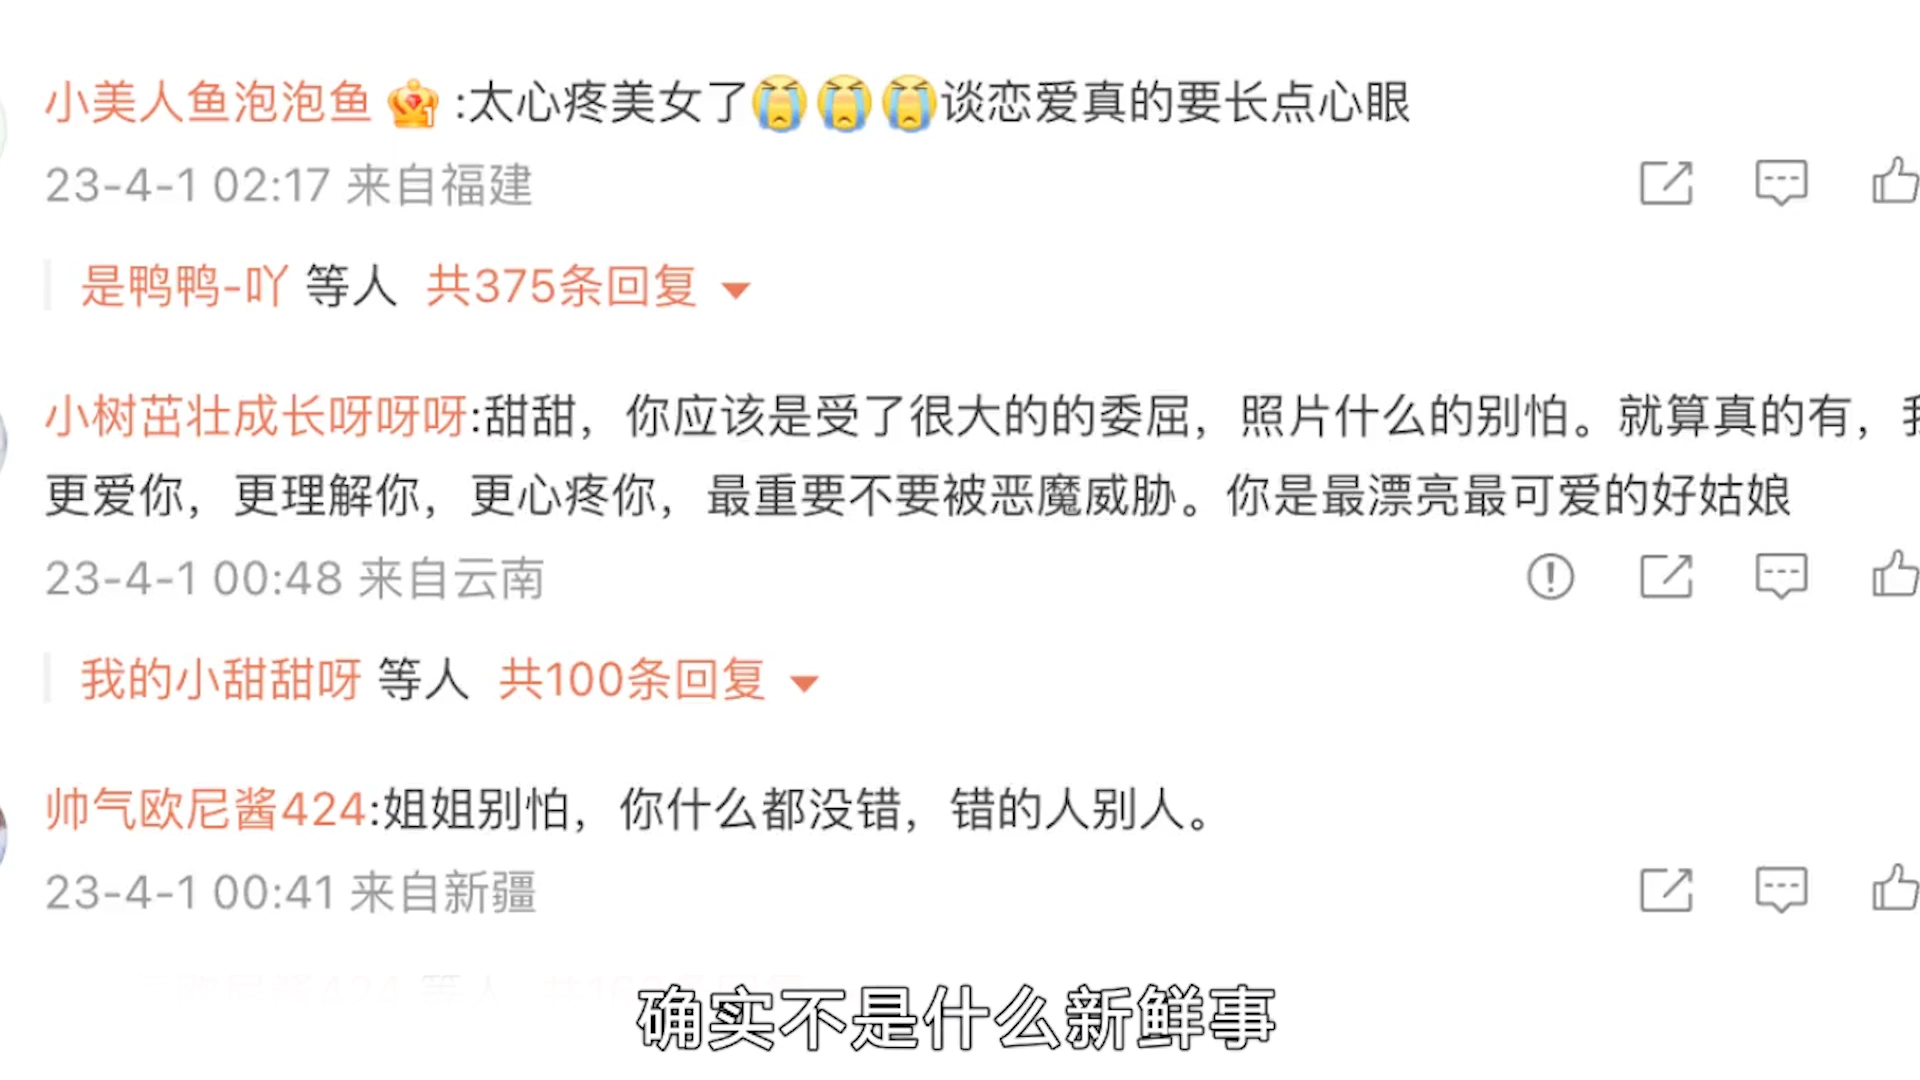 小美人鱼泡泡鱼 :太心疼美女了😭😭😭谈恋爱真的要长点心眼
23-4-1 02:17 来自福建
是鸭鸭-吖 等人 共375条回复
小树茁壮成长呀呀呀:甜甜，你应该是受了很大的的委屈，照片什么的别怕。就算真的有，我
更爱你，更理解你，更心疼你，最重要不要被恶魔威胁。你是最漂亮最可爱的好姑娘
23-4-1 00:48 来自云南
我的小甜甜呀 等人 共100条回复
帅气欧尼酱424:姐姐别怕，你什么都没错，错的人别人。
23-4-1 00:41 来自新疆
确实不是什么新鲜事